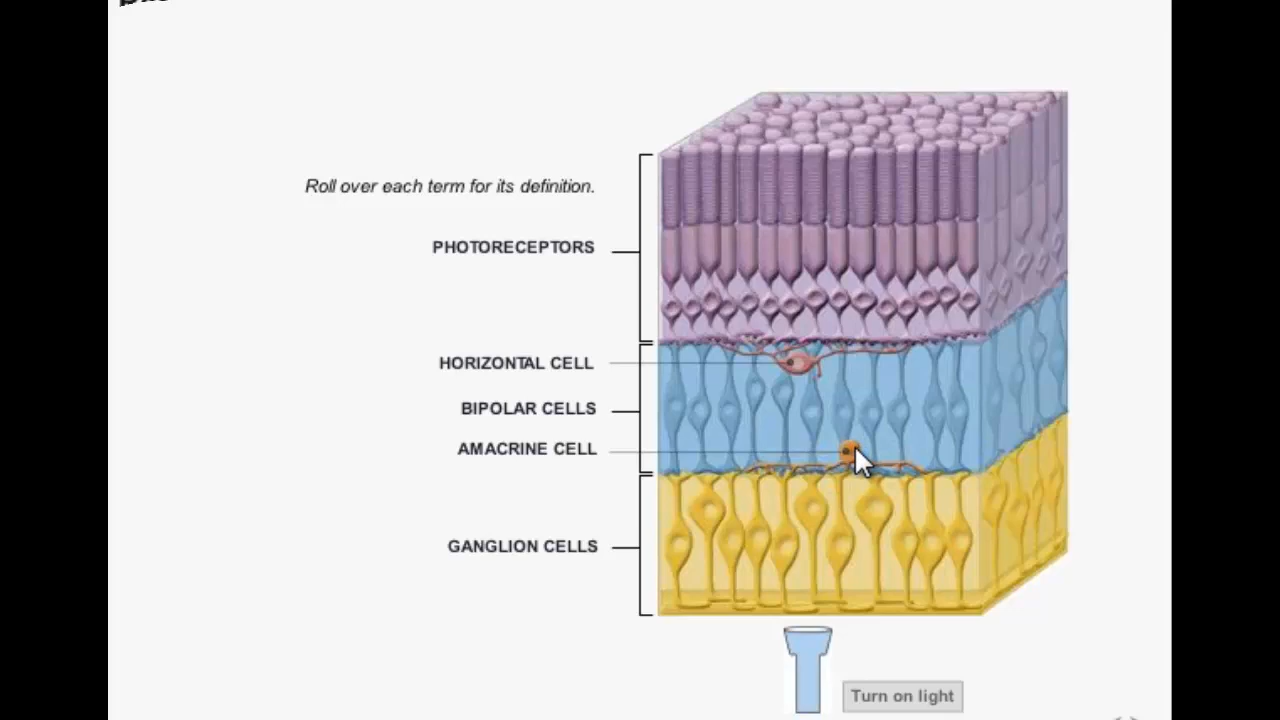 Roll over each term for its definition.
PHOTORECEPTORS
HORIZONTAL CELL
BIPOLAR CELLS
AMACRINE CELL
GANGLION CELLS
Turn on light